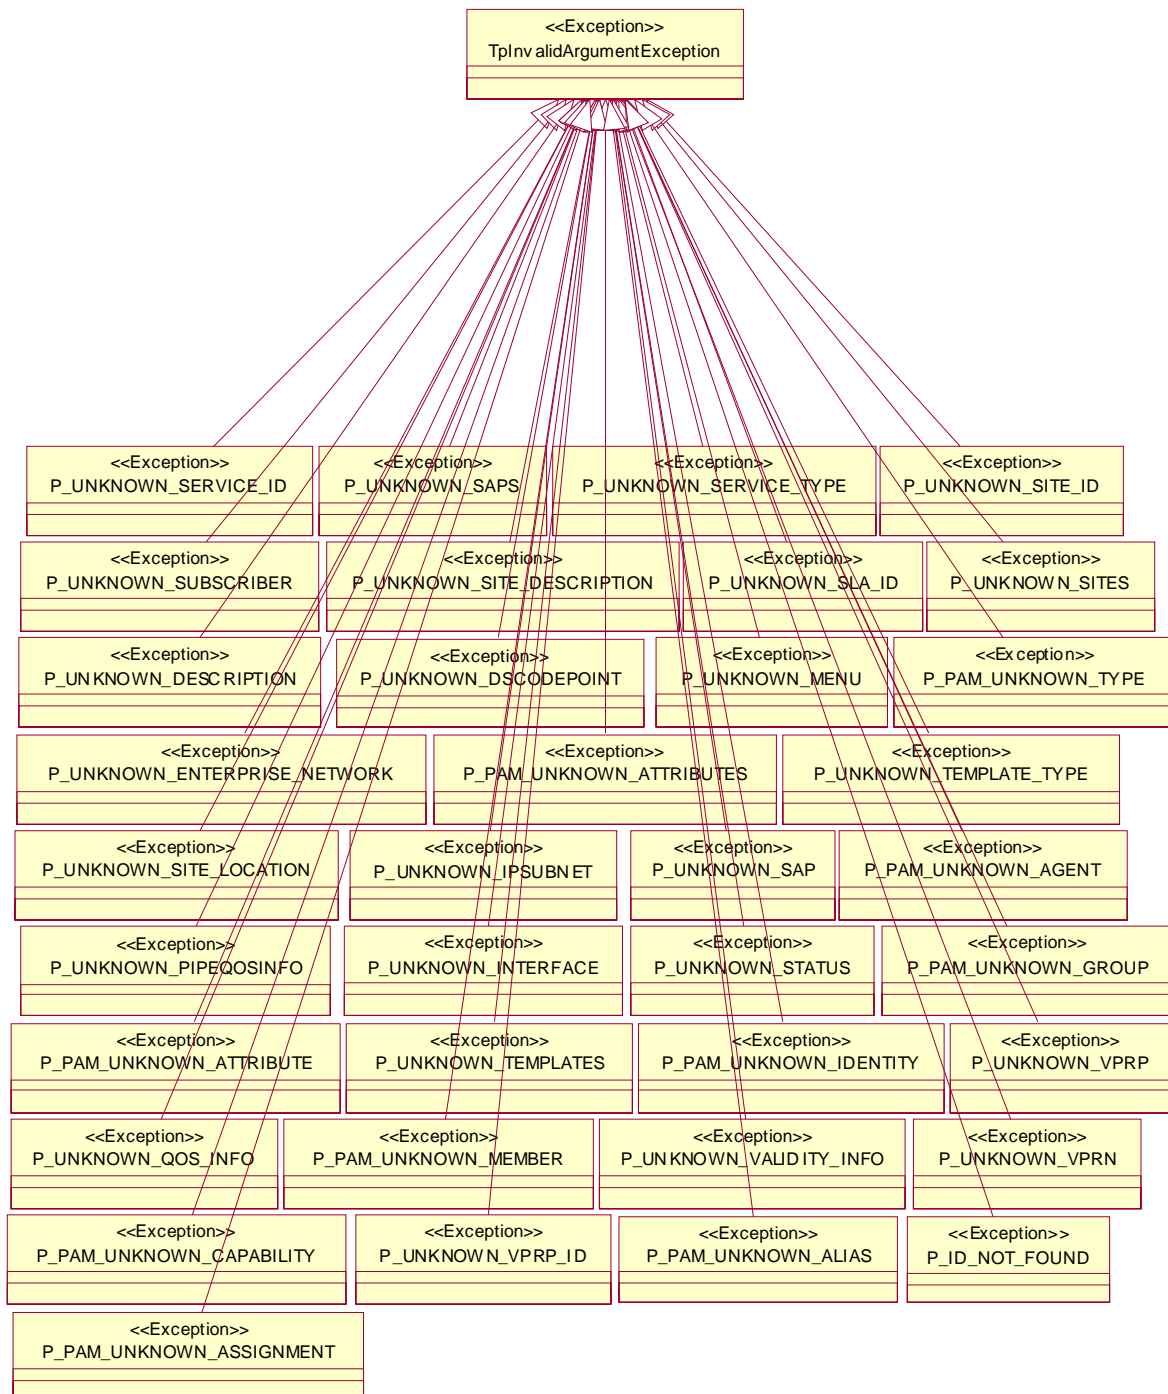 <<Exception>>
TpInvalidArgumentException
<<Exception>>
P_UNKNOWN_SERVICE_ID
<<Exception>>
P_UNKNOWN_SAPS
<<Exception>>
P_UNKNOWN_SERVICE_TYPE
<<Exception>>
P_UNKNOWN_SITE_ID
<<Exception>>
P_UNKNOWN_SUBSCRIBER
<<Exception>>
P_UNKNOWN_SITE_DESCRIPTION
<<Exception>>
P_UNKNOWN_SLA_ID
<<Exception>>
P_UNKNOWN_SITES
<<Exception>>
P_UNKNOWN_DESCRIPTION
<<Exception>>
P_UNKNOWN_DSCODEPOINT
<<Exception>>
P_UNKNOWN_MENU
<<Exception>>
P_PAM_UNKNOWN_TYPE
<<Exception>>
P_UNKNOWN_ENTERPRISE_NETWORK
<<Exception>>
P_PAM_UNKNOWN_ATTRIBUTES
<<Exception>>
P_UNKNOWN_TEMPLATE_TYPE
<<Exception>>
P_UNKNOWN_SITE_LOCATION
<<Exception>>
P_UNKNOWN_IPSUBNET
<<Exception>>
P_UNKNOWN_SAP
<<Exception>>
P_PAM_UNKNOWN_AGENT
<<Exception>>
P_UNKNOWN_PIPEQOSINFO
<<Exception>>
P_UNKNOWN_INTERFACE
<<Exception>>
P_UNKNOWN_STATUS
<<Exception>>
P_PAM_UNKNOWN_GROUP
<<Exception>>
P_PAM_UNKNOWN_ATTRIBUTE
<<Exception>>
P_UNKNOWN_TEMPLATES
<<Exception>>
P_PAM_UNKNOWN_IDENTITY
<<Exception>>
P_UNKNOWN_VPRP
<<Exception>>
P_UNKNOWN_QOS_INFO
<<Exception>>
P_PAM_UNKNOWN_MEMBER
<<Exception>>
P_UNKNOWN_VALIDITY_INFO
<<Exception>>
P_UNKNOWN_VPRN
<<Exception>>
P_PAM_UNKNOWN_CAPABILITY
<<Exception>>
P_UNKNOWN_VPRP_ID
<<Exception>>
P_PAM_UNKNOWN_ALIAS
<<Exception>>
P_ID_NOT_FOUND
<<Exception>>
P_PAM_UNKNOWN_ASSIGNMENT